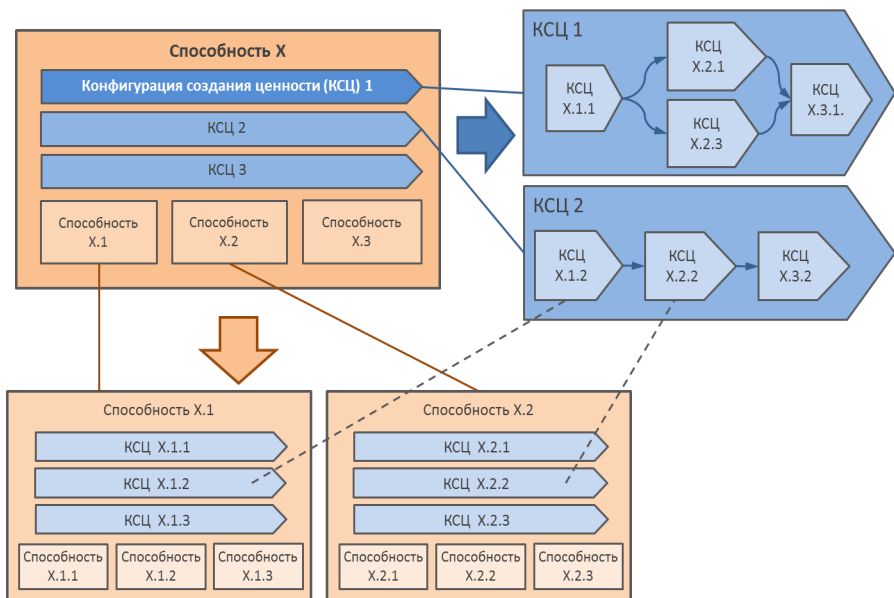 Способность X
Конфигурация создания ценности (КСЦ) 1
КСЦ 2
КСЦ 3
Способность
X.1
Способность
X.2
Способность
X.3
КСЦ 1
КСЦ
X.1.1
КСЦ
X.2.1
КСЦ
X.2.3
КСЦ
X.3.1.
КСЦ 2
КСЦ
X.1.2
КСЦ
X.2.2
КСЦ
X.3.2
Способность X.1
КСЦ X.1.1
КСЦ X.1.2
КСЦ X.1.3
Способность
X.1.1
Способность
X.1.2
Способность
X.1.3
Способность X.2
КСЦ X.2.1
КСЦ X.2.2
КСЦ X.2.3
Способность
X.2.1
Способность
X.2.2
Способность
X.2.3